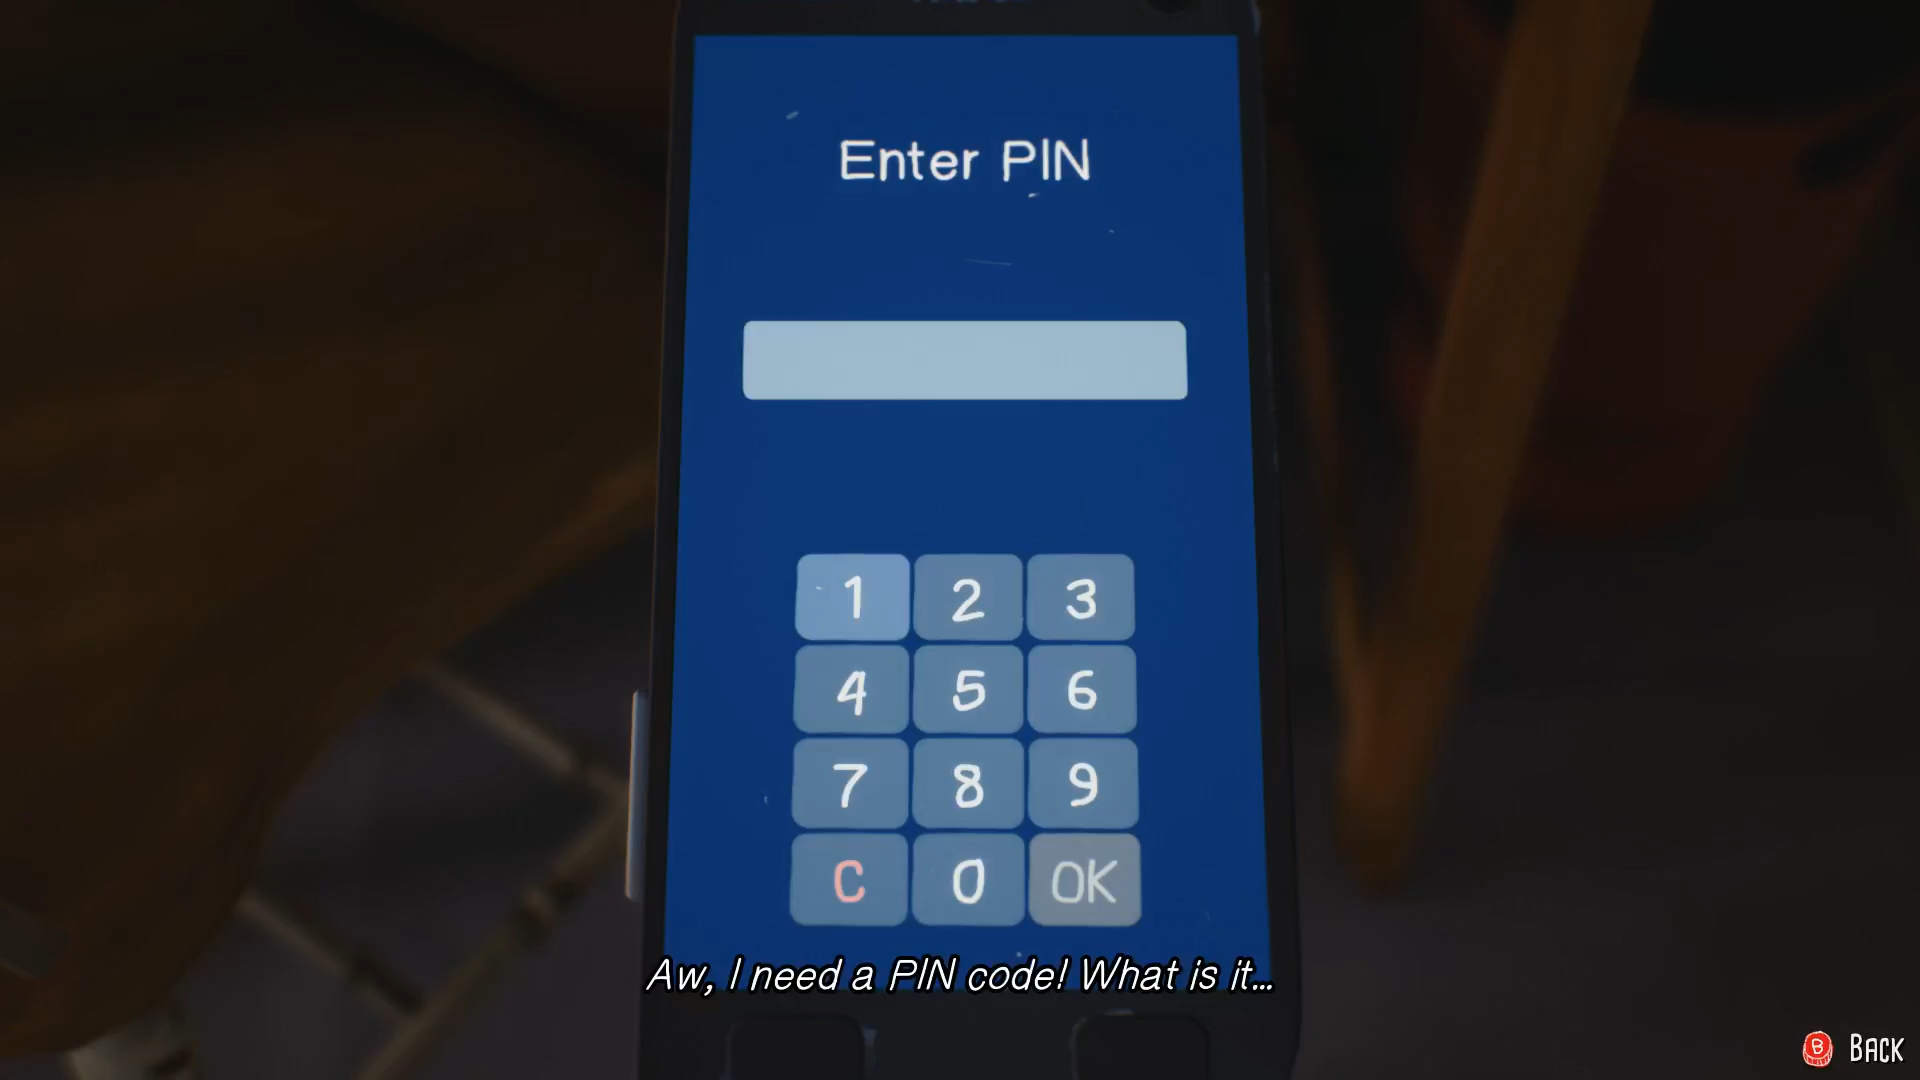 Enter PIN
1 2 3
4 5 6
7 8 9
C 0 OK
Aw, I need a PIN code! What is it...
B BACK